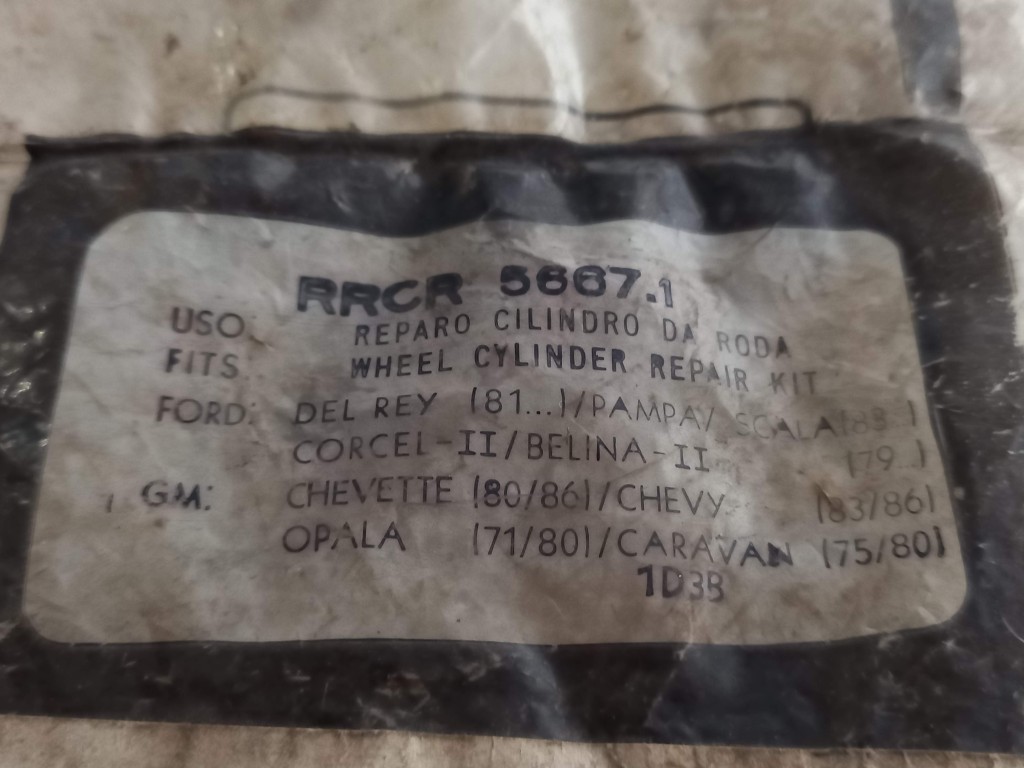 RRCR 5667.1
USO: REPARO CILINDRO DA RODA
FITS: WHEEL CYLINDER REPAIR KIT
FORD: DEL REY (81...)/PAMPA/ SCALA (83..)
CORCEL-II/BELINA-II (79..)
GM: CHEVETTE (80/86)/CHEVY (83/86)
OPALA (71/80)/CARAVAN (75/80)
1D3B